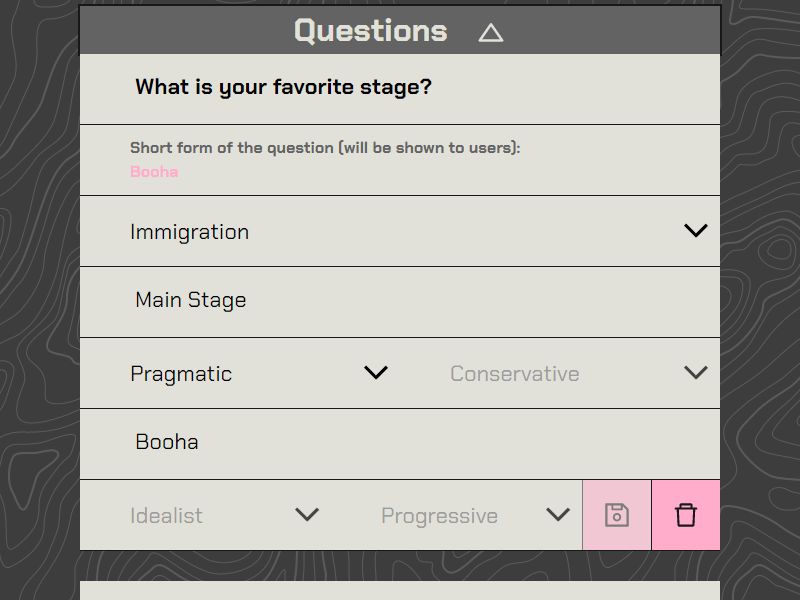 Questions
What is your favorite stage?
Short form of the question (will be shown to users):
Booha
Immigration
Main Stage
Pragmatic Conservative
Booha
Idealist Progressive